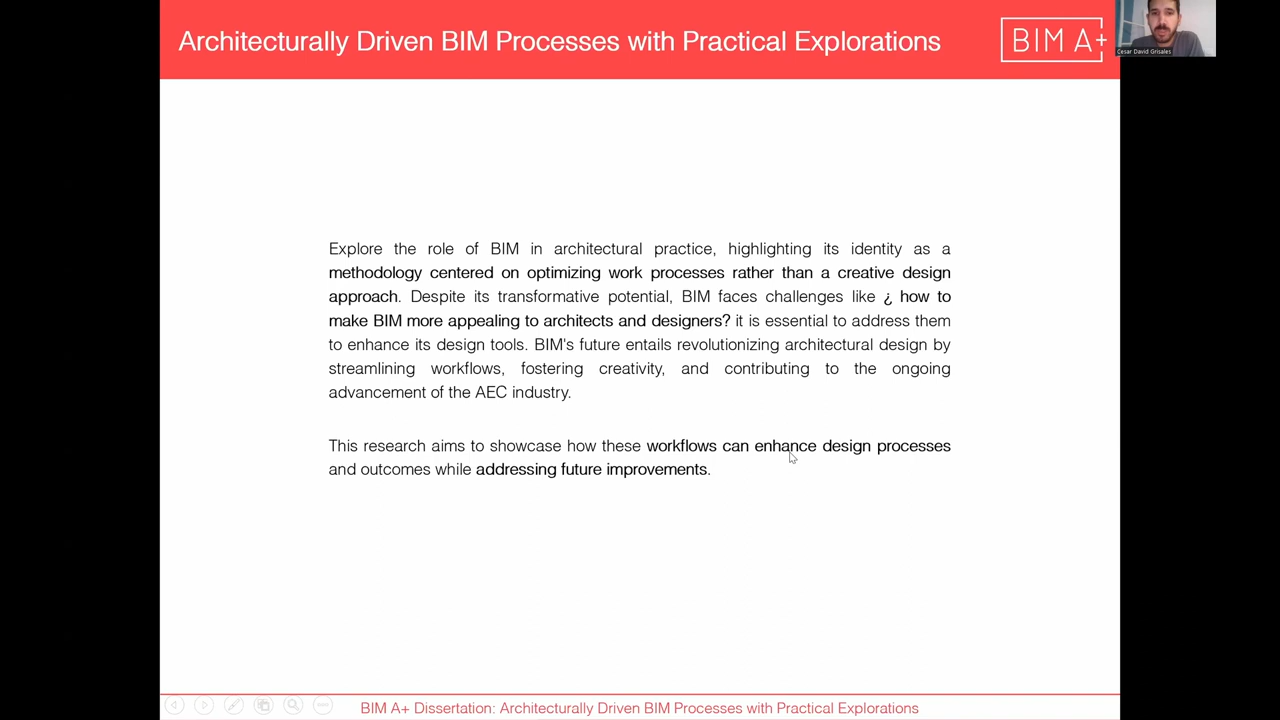 Architecturally Driven BIM Processes with Practical Explorations
BIM A+
Cesar David Grisales
Explore the role of BIM in architectural practice, highlighting its identity as a
methodology centered on optimizing work processes rather than a creative design
approach. Despite its transformative potential, BIM faces challenges like ¿ how to
make BIM more appealing to architects and designers? it is essential to address them
to enhance its design tools. BIM's future entails revolutionizing architectural design by
streamlining workflows, fostering creativity, and contributing to the ongoing
advancement of the AEC industry.
This research aims to showcase how these workflows can enhance design processes
and outcomes while addressing future improvements.
BIM A+ Dissertation: Architecturally Driven BIM Processes with Practical Explorations